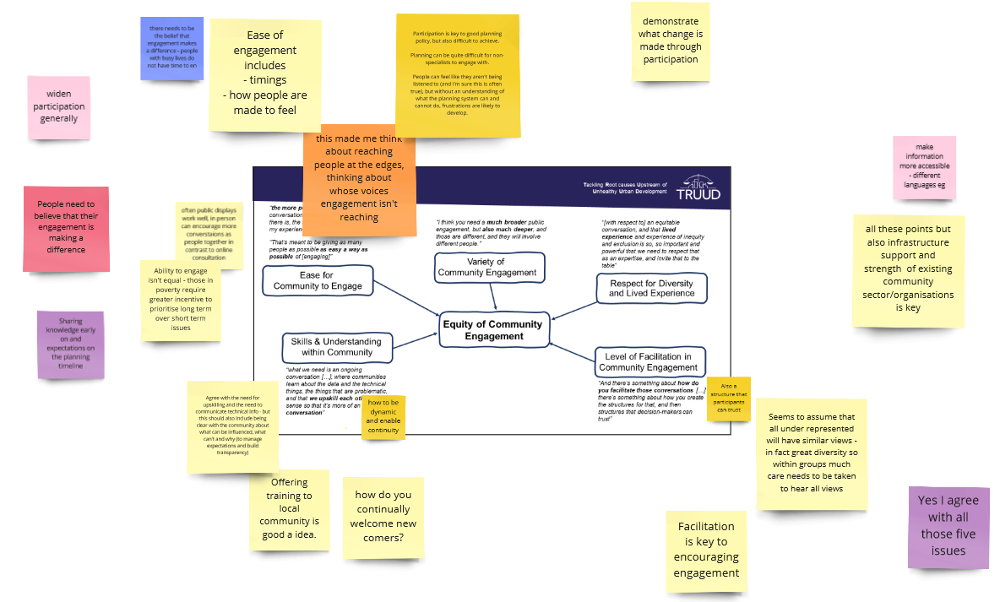 there needs to be
the belief that
engagement makes
a difference - people
with busy lives do
not have time to en
Ease of
engagement
includes
- timings
- how people are
made to feel
Participation is key to good planning
policy, but also difficult to achieve.
Planning can be quite difficult for non-
specialists to engage with.
People can feel like they aren't being
listened to (and I'm sure this is often
true), but without an understanding of
what the planning system can and
cannot do, frustrations are likely to
develop.
demonstrate
what change is
made through
participation
widen
participation
generally
this made me think
about reaching
people at the edges,
thinking about
whose voices
engagement isn't
reaching
make
information
more accessible
- different
languages eg
People need to
believe that their
engagement is
making a
difference
often public displays
work well, in person
can encourage more
converstaions as
people together in
contrast to online
consultation
Ability to engage
isn't equal - those in
poverty require
greater incentive to
prioritise long term
over short term
issues
Sharing
knowledge early
on and
expectations on
the planning
timeline
Tackling Root causes Upstream of
Unhealthy Urban Development
TRUUD
"the more p
conversation
there is, the
my experien
"That's meant to be giving as many
people as possible as easy a way as
possible of [engaging]"
Ease for
Community to Engage
"I think you need a much broader public
engagement, but also much deeper, and
those are different, and they will involve
different people."
Variety of
Community Engagement
"[with respect to] an equitable
conversation, and that lived
experience and experience of inequity
and exclusion is so, so important and
powerful that we need to respect that
as an expertise, and invite that to the
table"
Respect for Diversity
and Lived Experience
Equity of Community
Engagement
Skills & Understanding
within Community
"what we need is an ongoing
conversation [...], where communities
learn about the data and the technical
things, the things that are problematic,
and that we upskill each ot
sense so that it's more of an
conversation"
Level of Facilitation in
Community Engagement
"And there's something about how do
you facilitate those conversations [...]
there's something about how you create
the structures for that, and then
structures that decision-makers can
trust"
all these points but
also infrastructure
support and
strength of existing
community
sector/organisations
is key
how to be
dynamic
and enable
continuity
Also a
structure that
participants
can trust
Agree with the need for
upskilling and the need to
communicate technical info - but
this should also include being
clear with the community about
what can be influenced, what
can't and why (to manage
expectations and build
transparency)
Offering
training to
local
community is
good a idea.
how do you
continually
welcome new
comers?
Seems to assume that
all under represented
will have similar views -
in fact great diversity so
within groups much
care needs to be taken
to hear all views
Facilitation
is key to
encouraging
engagement
Yes I agree
with all
those five
issues